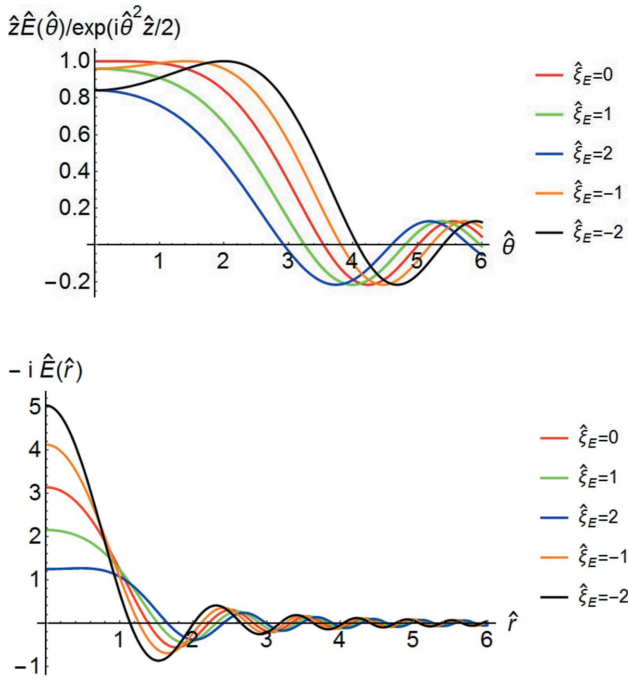 ẑÊ(θ̂)/exp(iθ̂²ẑ/2)
1.0
0.8
0.6
0.4
0.2
−0.2
1 2 3 4 5 6 θ̂
ξ̂_E=0
ξ̂_E=1
ξ̂_E=2
ξ̂_E=−1
ξ̂_E=−2
− i Ê(r̂)
5
4
3
2
1
−1
1 2 3 4 5 6 r̂
ξ̂_E=0
ξ̂_E=1
ξ̂_E=2
ξ̂_E=−1
ξ̂_E=−2